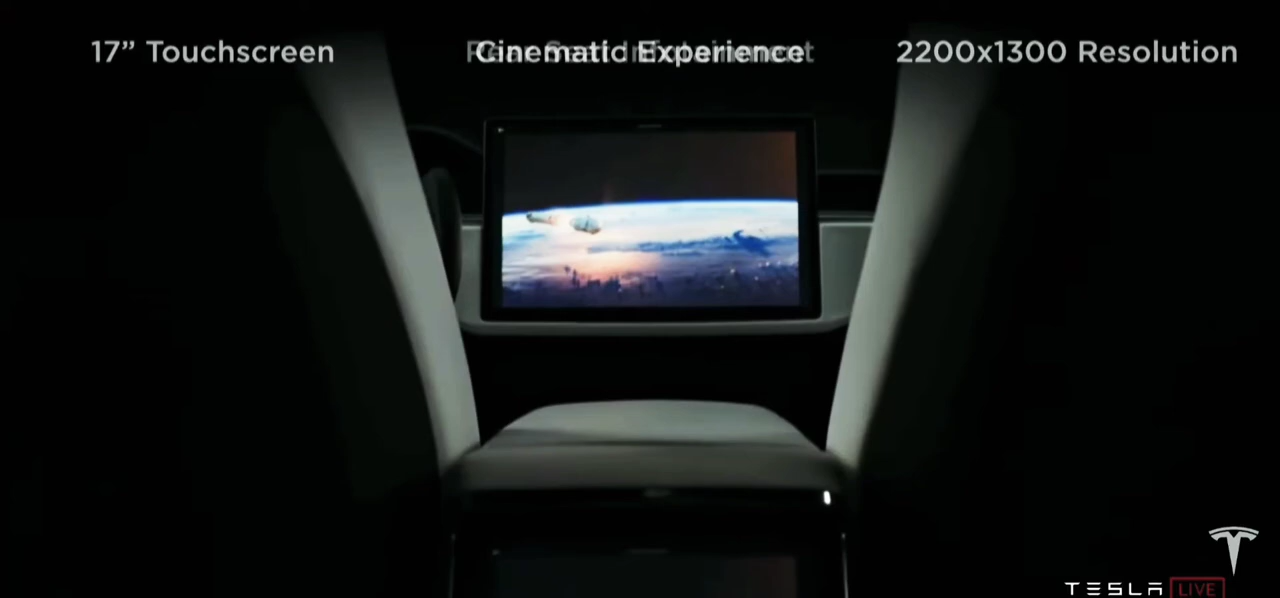 17” Touchscreen
Cinematic Experience
2200x1300 Resolution
TESLA LIVE